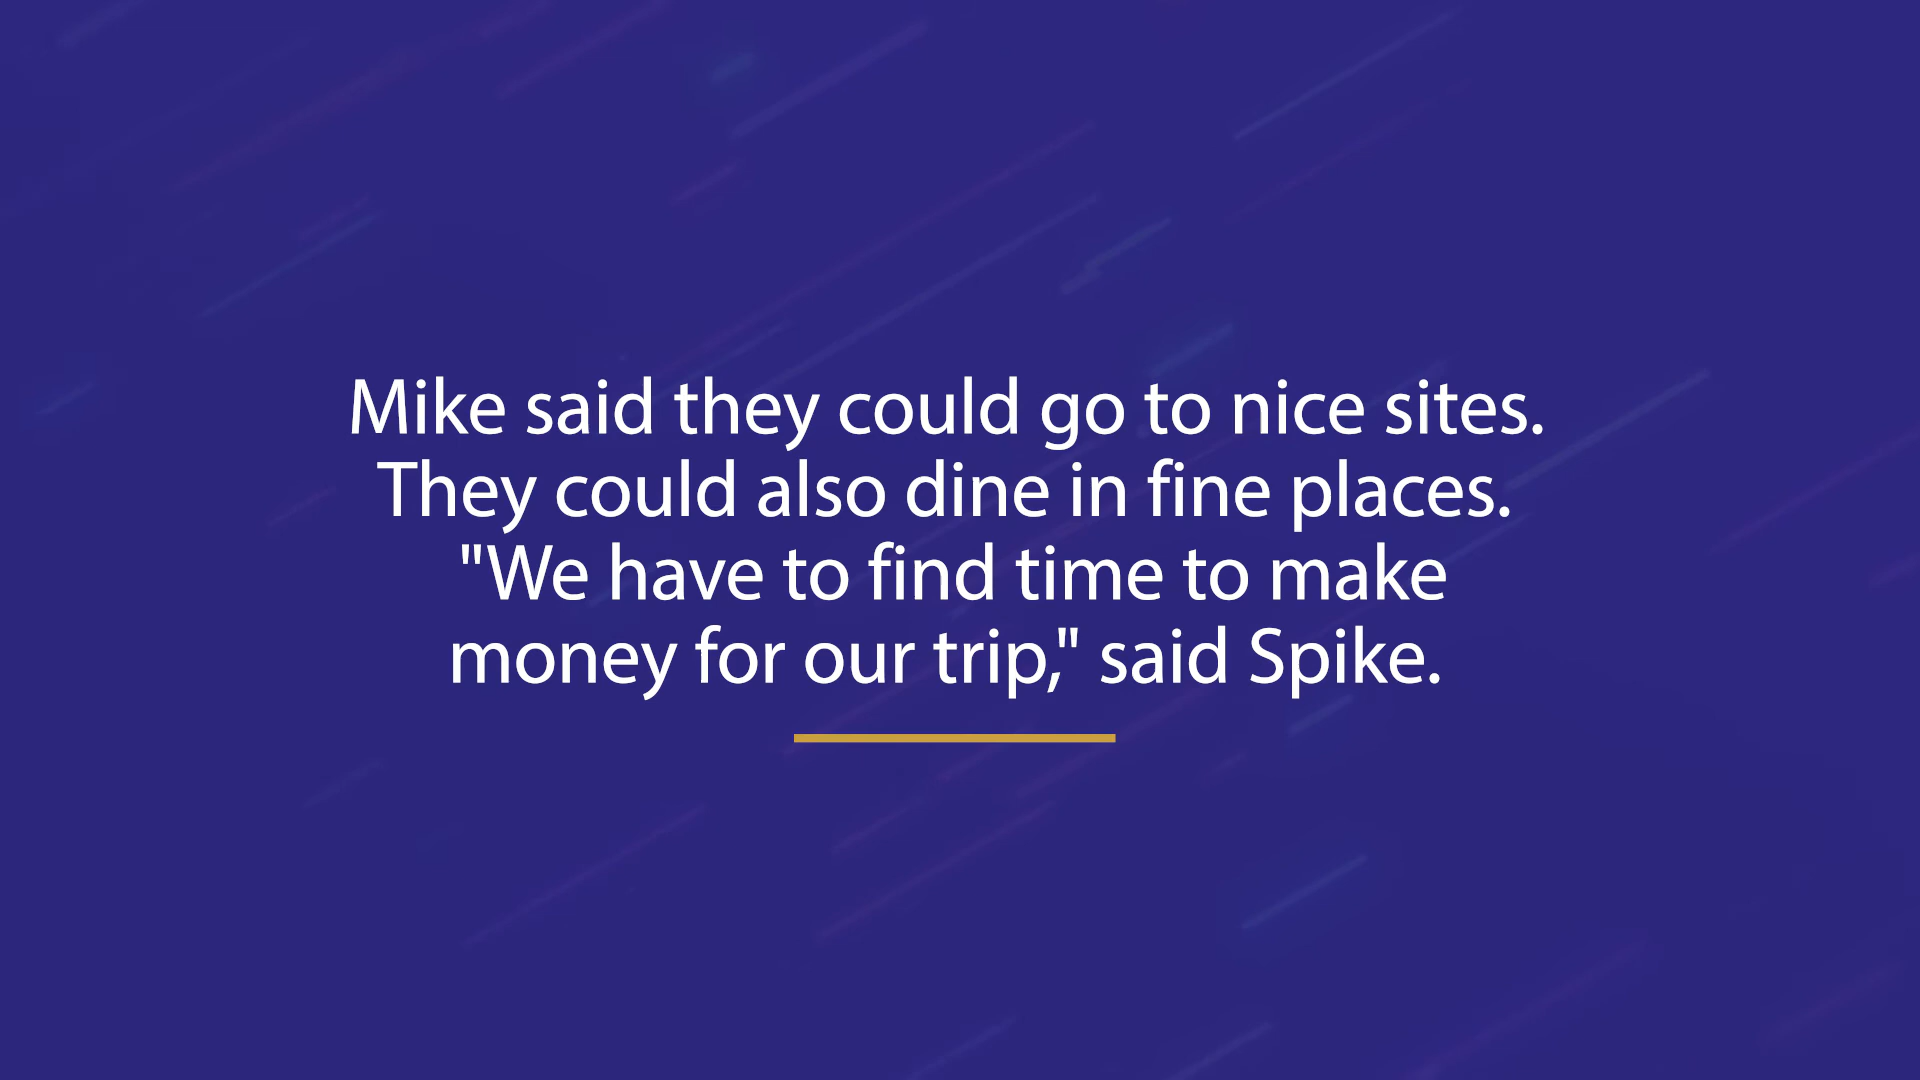 Mike said they could go to nice sites.
They could also dine in fine places.
"We have to find time to make
money for our trip," said Spike.